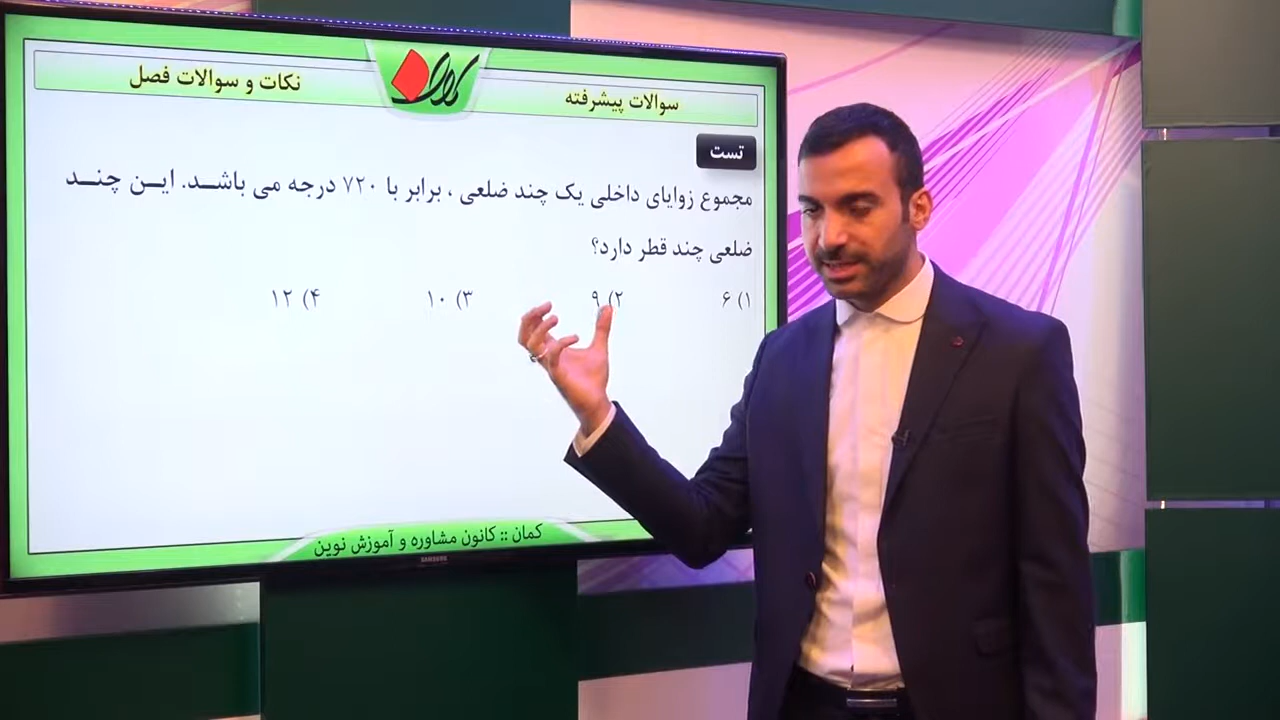 سوالات پیشرفته
نکات و سوالات فصل
تست
مجموع زوایای داخلی یک چند ضلعی ، برابر با ۷۲۰ درجه می باشد. این چند
ضلعی چند قطر دارد؟
۱) ۶ ۲) ۹ ۳) ۱۰ ۴) ۱۲
کمان :: کانون مشاوره و آموزش نوین
SAMSUNG